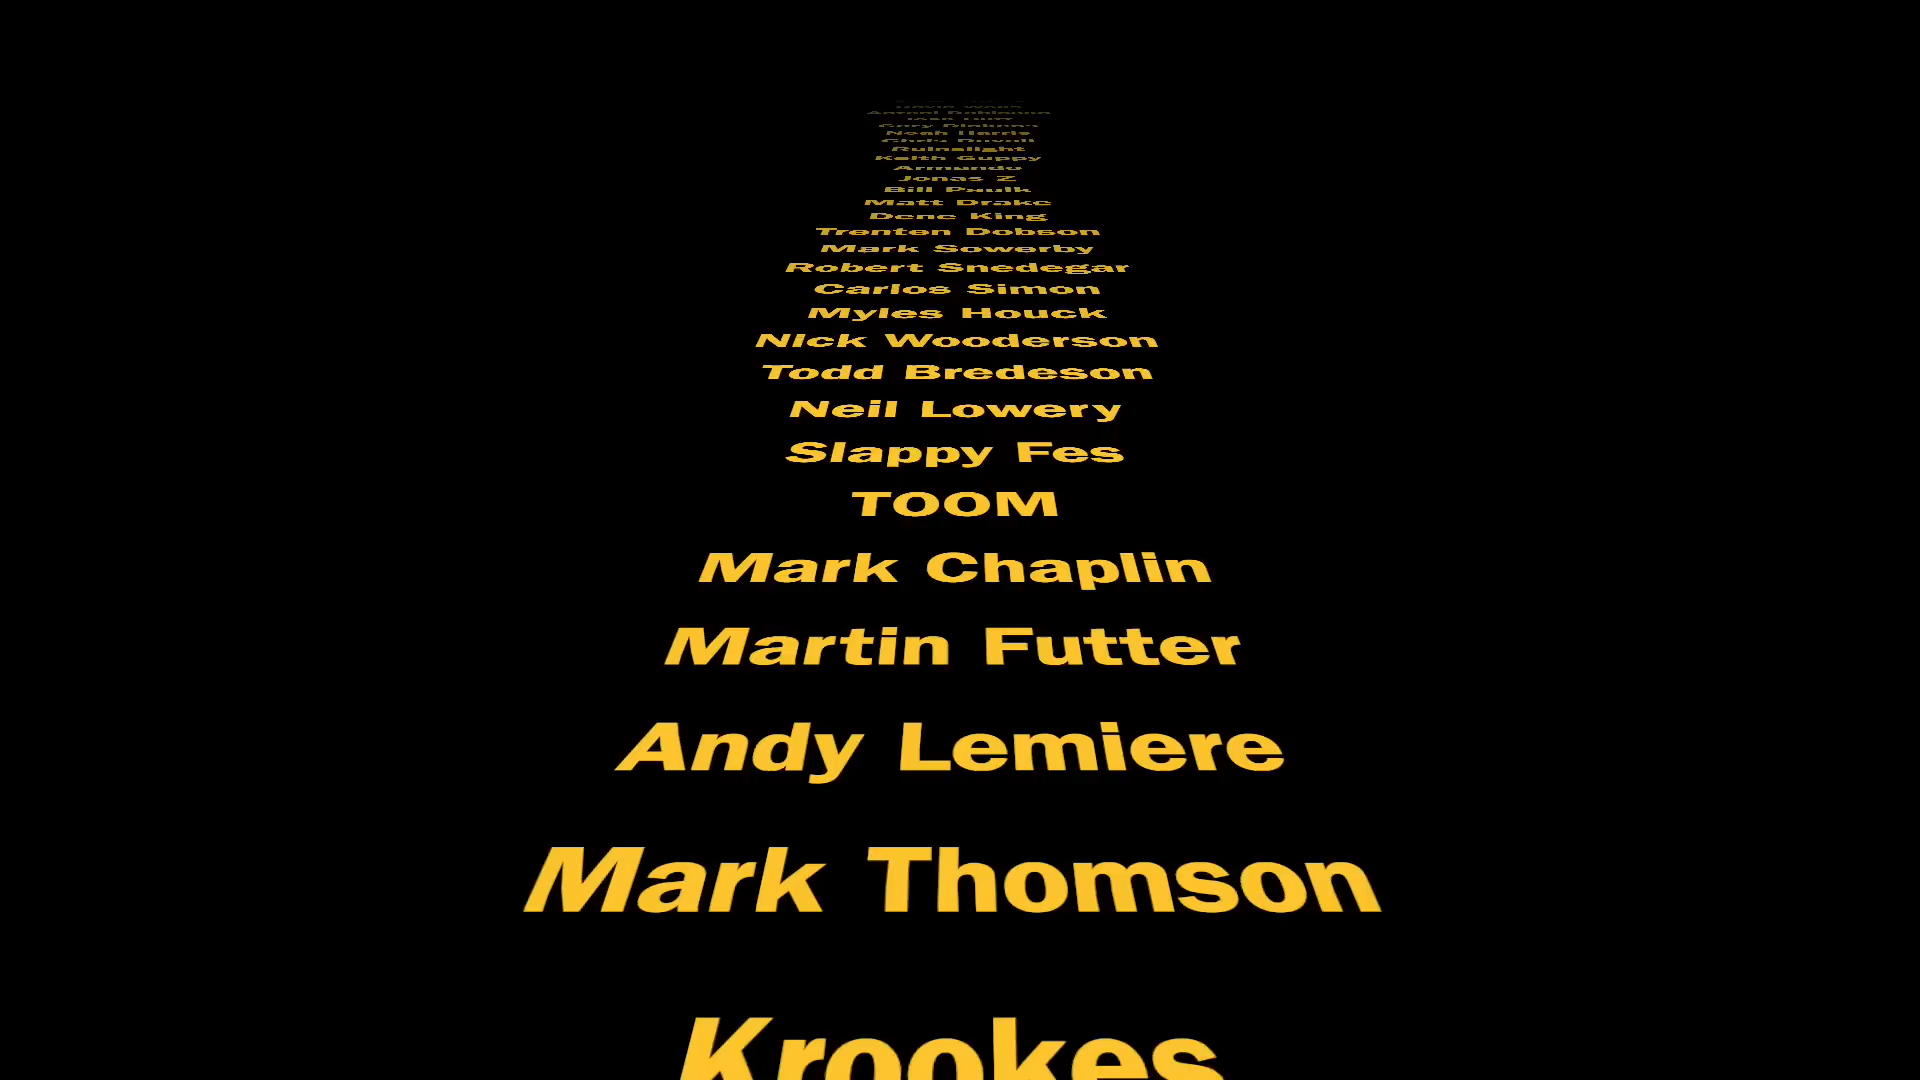 Noah Harris
Chris Duvall
Keith Guppy
Armando
Jonas Z
Bill Paulk
Matt Drake
Dene King
Trenten Dobson
Mark Sowerby
Robert Snedegar
Carlos Simon
Myles Houck
Nick Wooderson
Todd Bredeson
Neil Lowery
Slappy Fes
TOOM
Mark Chaplin
Martin Futter
Andy Lemiere
Mark Thomson
Krookes